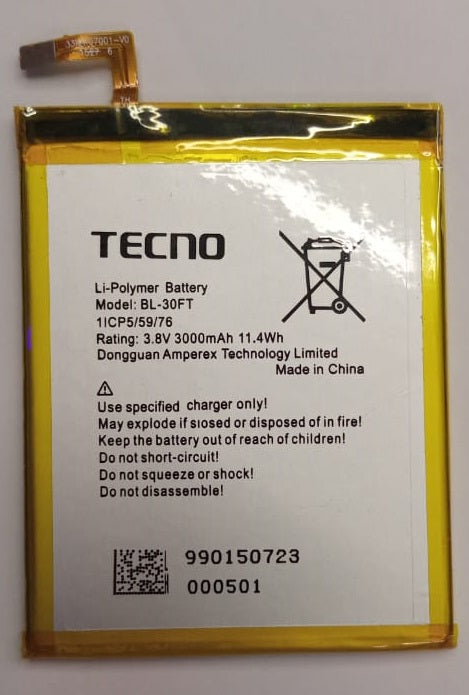 TH
TECNO
Li-Polymer Battery
Model: BL-30FT
1ICP5/59/76
Rating: 3.8V 3000mAh 11.4Wh
Dongguan Amperex Technology Limited
Made in China
Use specified charger only!
May explode if siosed or disposed of in fire!
Keep the battery out of reach of children!
Do not short-circuit!
Do not squeeze or shock!
Do not disassemble!
990150723
000501